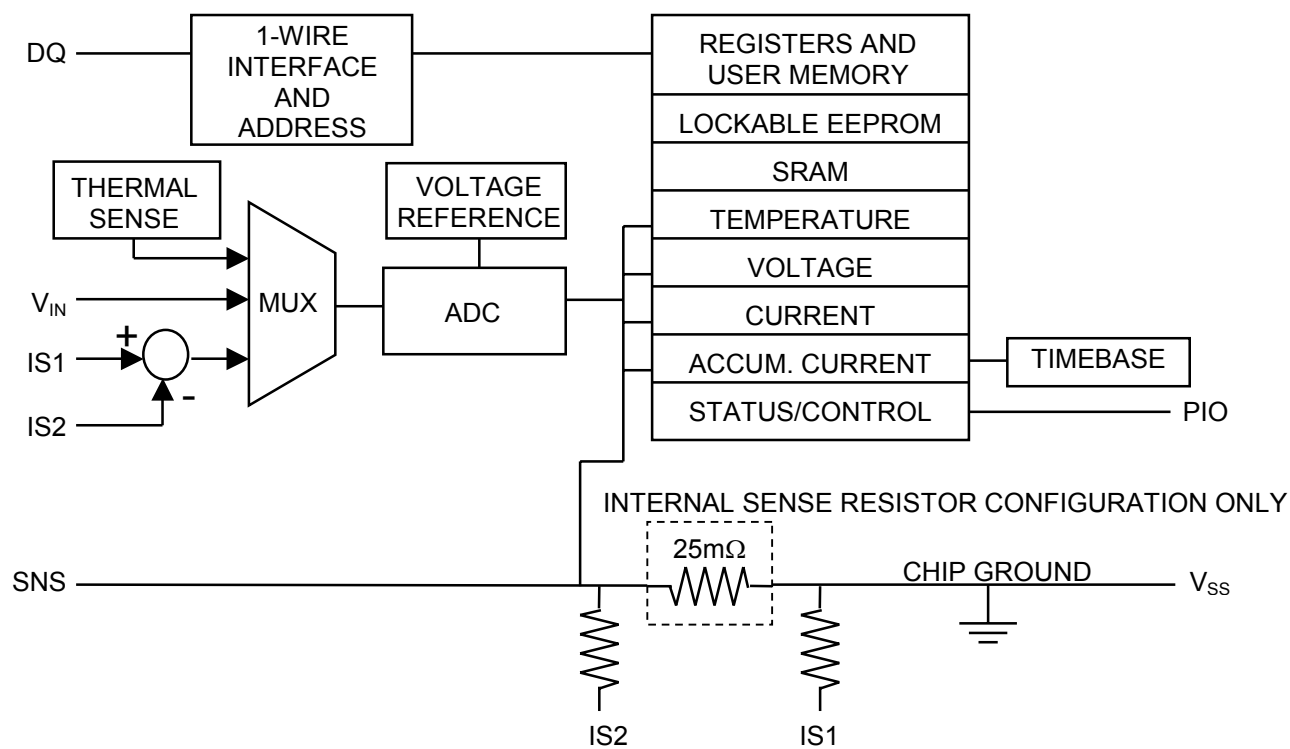 DQ
1-WIRE
INTERFACE
AND
ADDRESS
REGISTERS AND
USER MEMORY
LOCKABLE EEPROM
SRAM
TEMPERATURE
VOLTAGE
CURRENT
ACCUM. CURRENT
STATUS/CONTROL
THERMAL
SENSE
VOLTAGE
REFERENCE
VIN
MUX
ADC
+
IS1
-
IS2
TIMEBASE
PIO
INTERNAL SENSE RESISTOR CONFIGURATION ONLY
25mΩ
SNS
CHIP GROUND
VSS
IS2
IS1